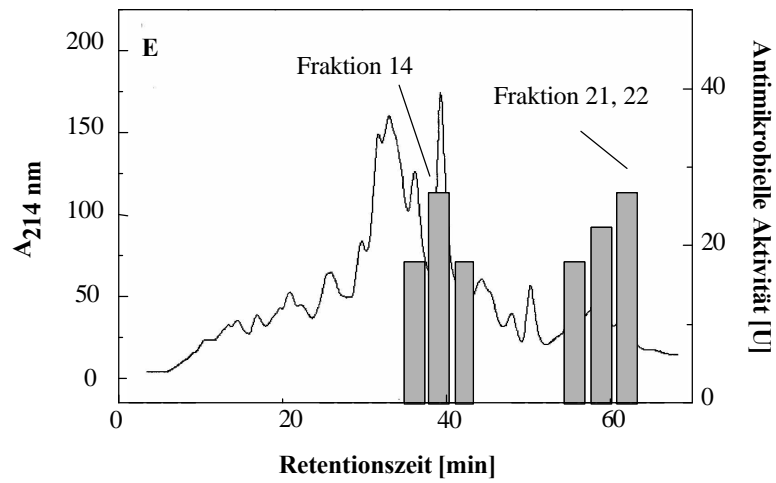 E
Fraktion 14
Fraktion 21, 22
200
150
100
50
0
A214 nm
40
20
0
Antimikrobielle Aktivität [U]
0
20
40
60
Retentionszeit [min]